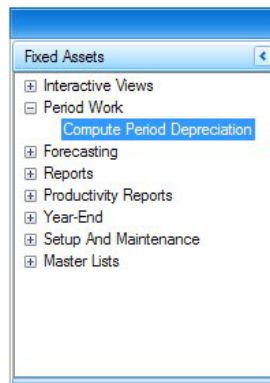 Fixed Assets
Interactive Views
Period Work
Compute Period Depreciation
Forecasting
Reports
Productivity Reports
Year-End
Setup And Maintenance
Master Lists